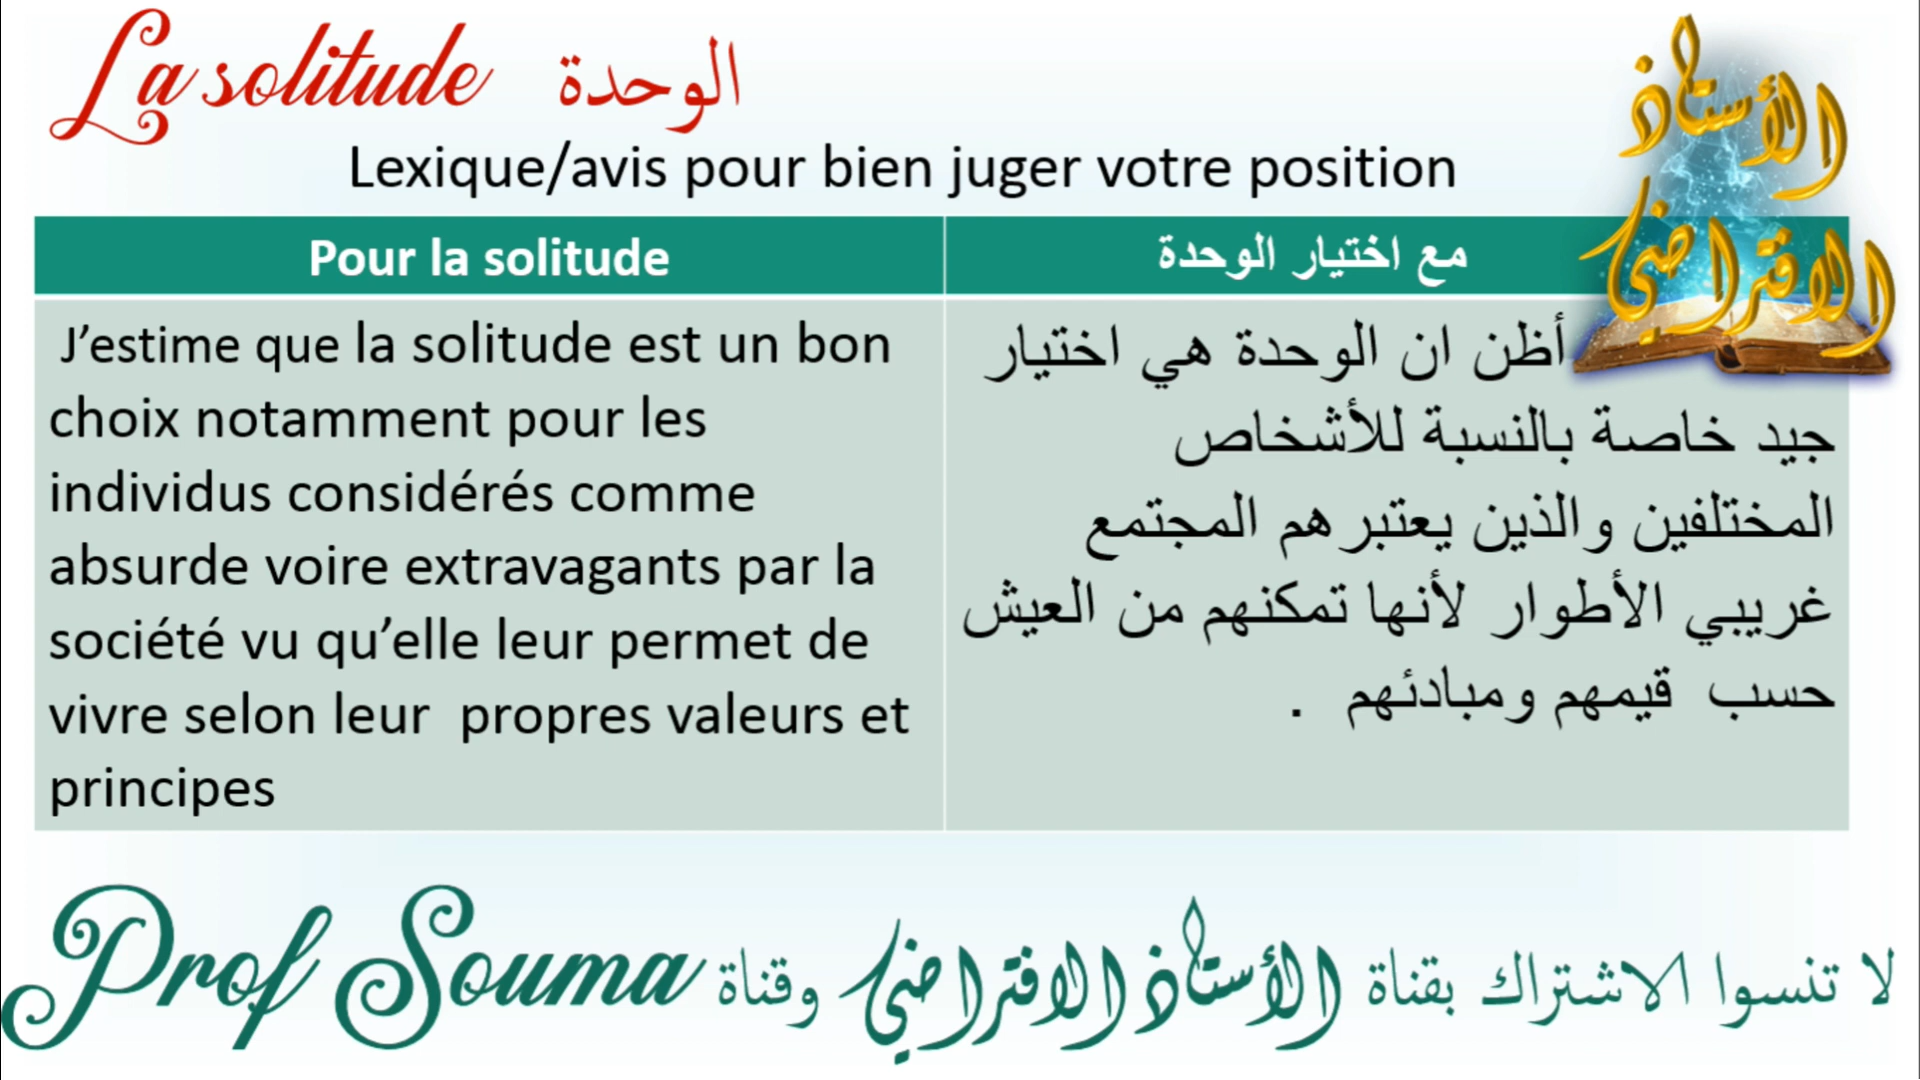 La solitude الوحدة
الأستاذ
الافتراضي
Lexique/avis pour bien juger votre position
Pour la solitude
J’estime que la solitude est un bon
choix notamment pour les
individus considérés comme
absurde voire extravagants par la
société vu qu’elle leur permet de
vivre selon leur propres valeurs et
principes
مع اختيار الوحدة
أظن ان الوحدة هي اختيار
جيد خاصة بالنسبة للأشخاص
المختلفين والذين يعتبرهم المجتمع
غريبي الأطوار لأنها تمكنهم من العيش
حسب قيمهم ومبادئهم .
لا تنسوا الاشتراك بقناة الأستاذ الافتراضي وقناة Prof Souma